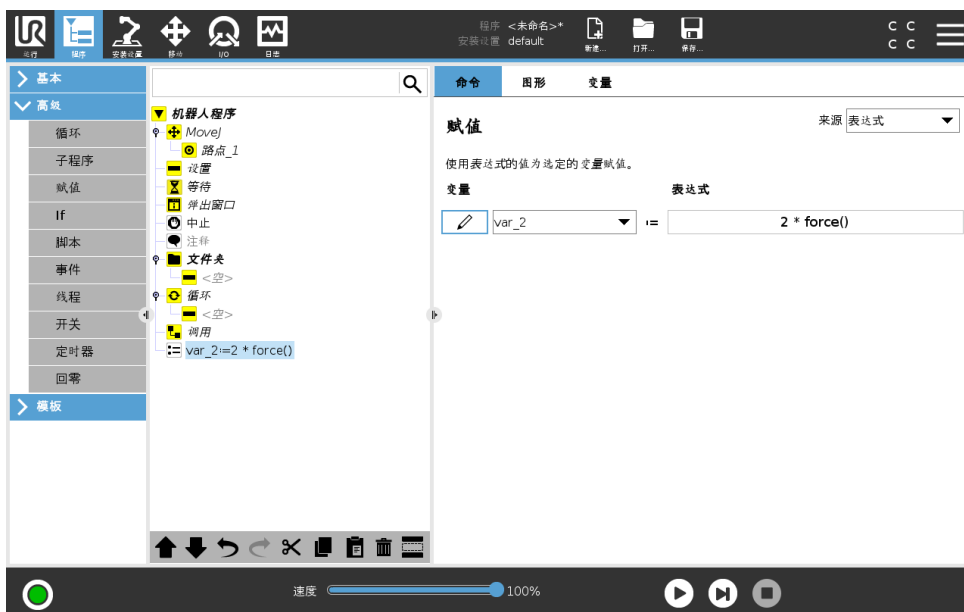 程序 <未命名>*
安装设置 default
C C
C C
运行
程序
安装设置
移动
I/O
日志
新建...
打开...
保存...
基本
高级
循环
子程序
赋值
If
脚本
事件
线程
开关
定时器
回零
模板
机器人程序
MoveJ
路点_1
设置
等待
弹出窗口
中止
注释
文件夹
<空>
循环
<空>
调用
var_2:=2 * force()
命令 图形 变量
赋值
来源 表达式
使用表达式的值为选定的变量赋值。
变量 表达式
var_2 := 2 * force()
速度 100%